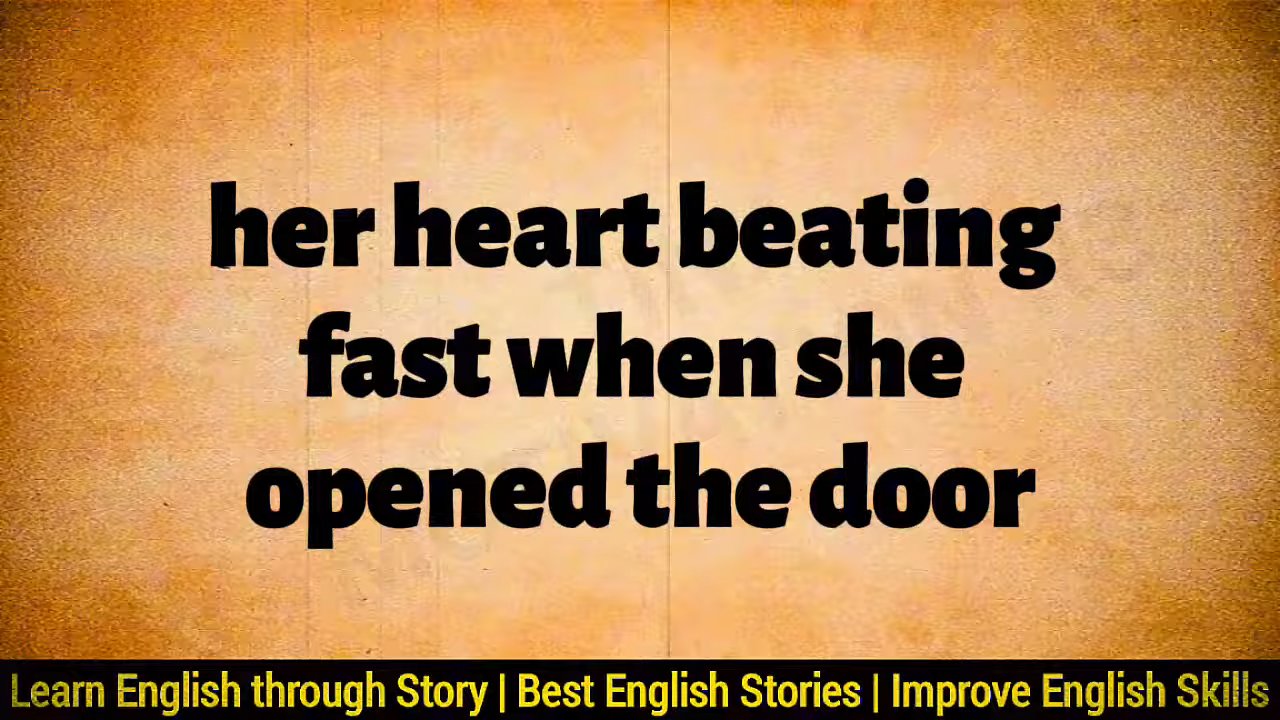 her heart beating
fast when she
opened the door
Learn English through Story | Best English Stories | Improve English Skills